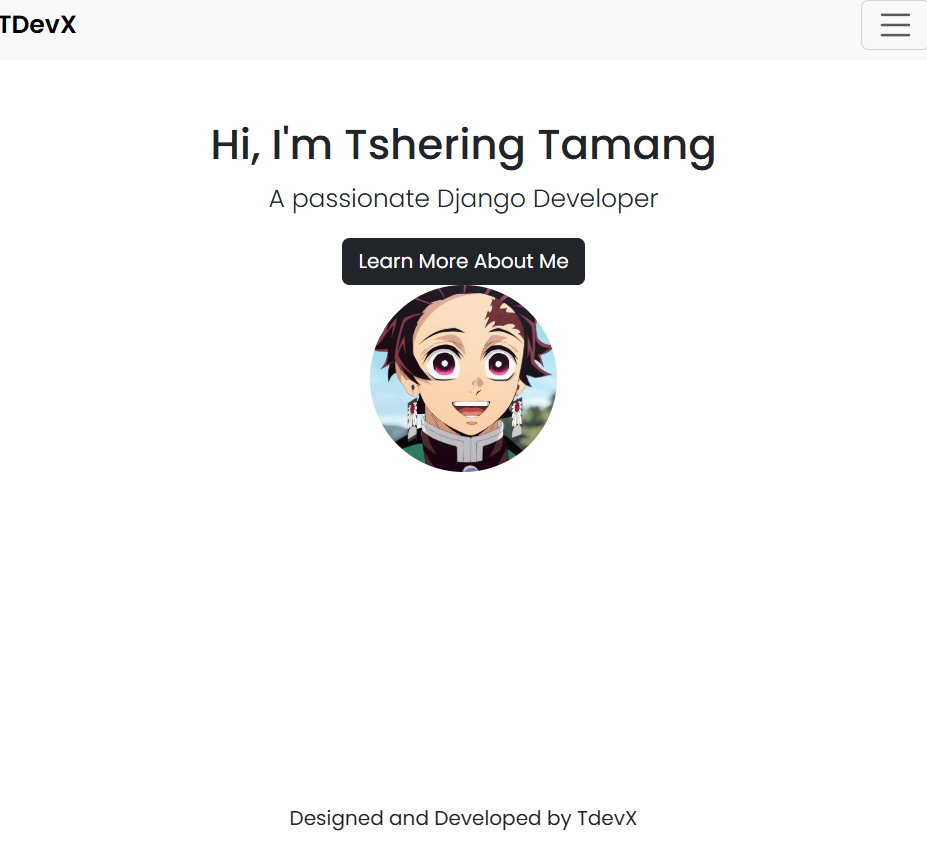 TDevX
Hi, I'm Tshering Tamang
A passionate Django Developer
Learn More About Me
Designed and Developed by TdevX